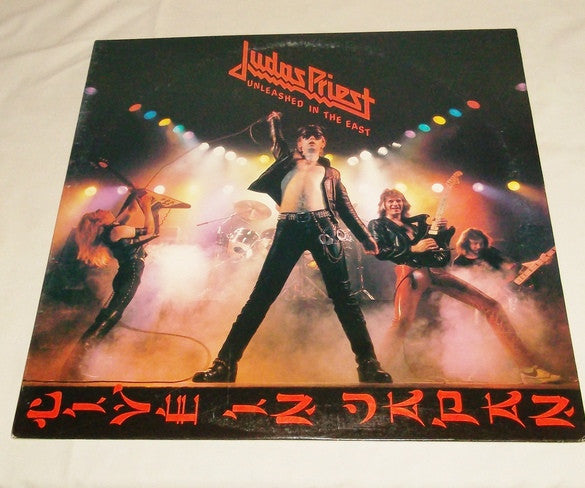 Judas Priest
UNLEASHED IN THE EAST
LIVE IN JAPAN